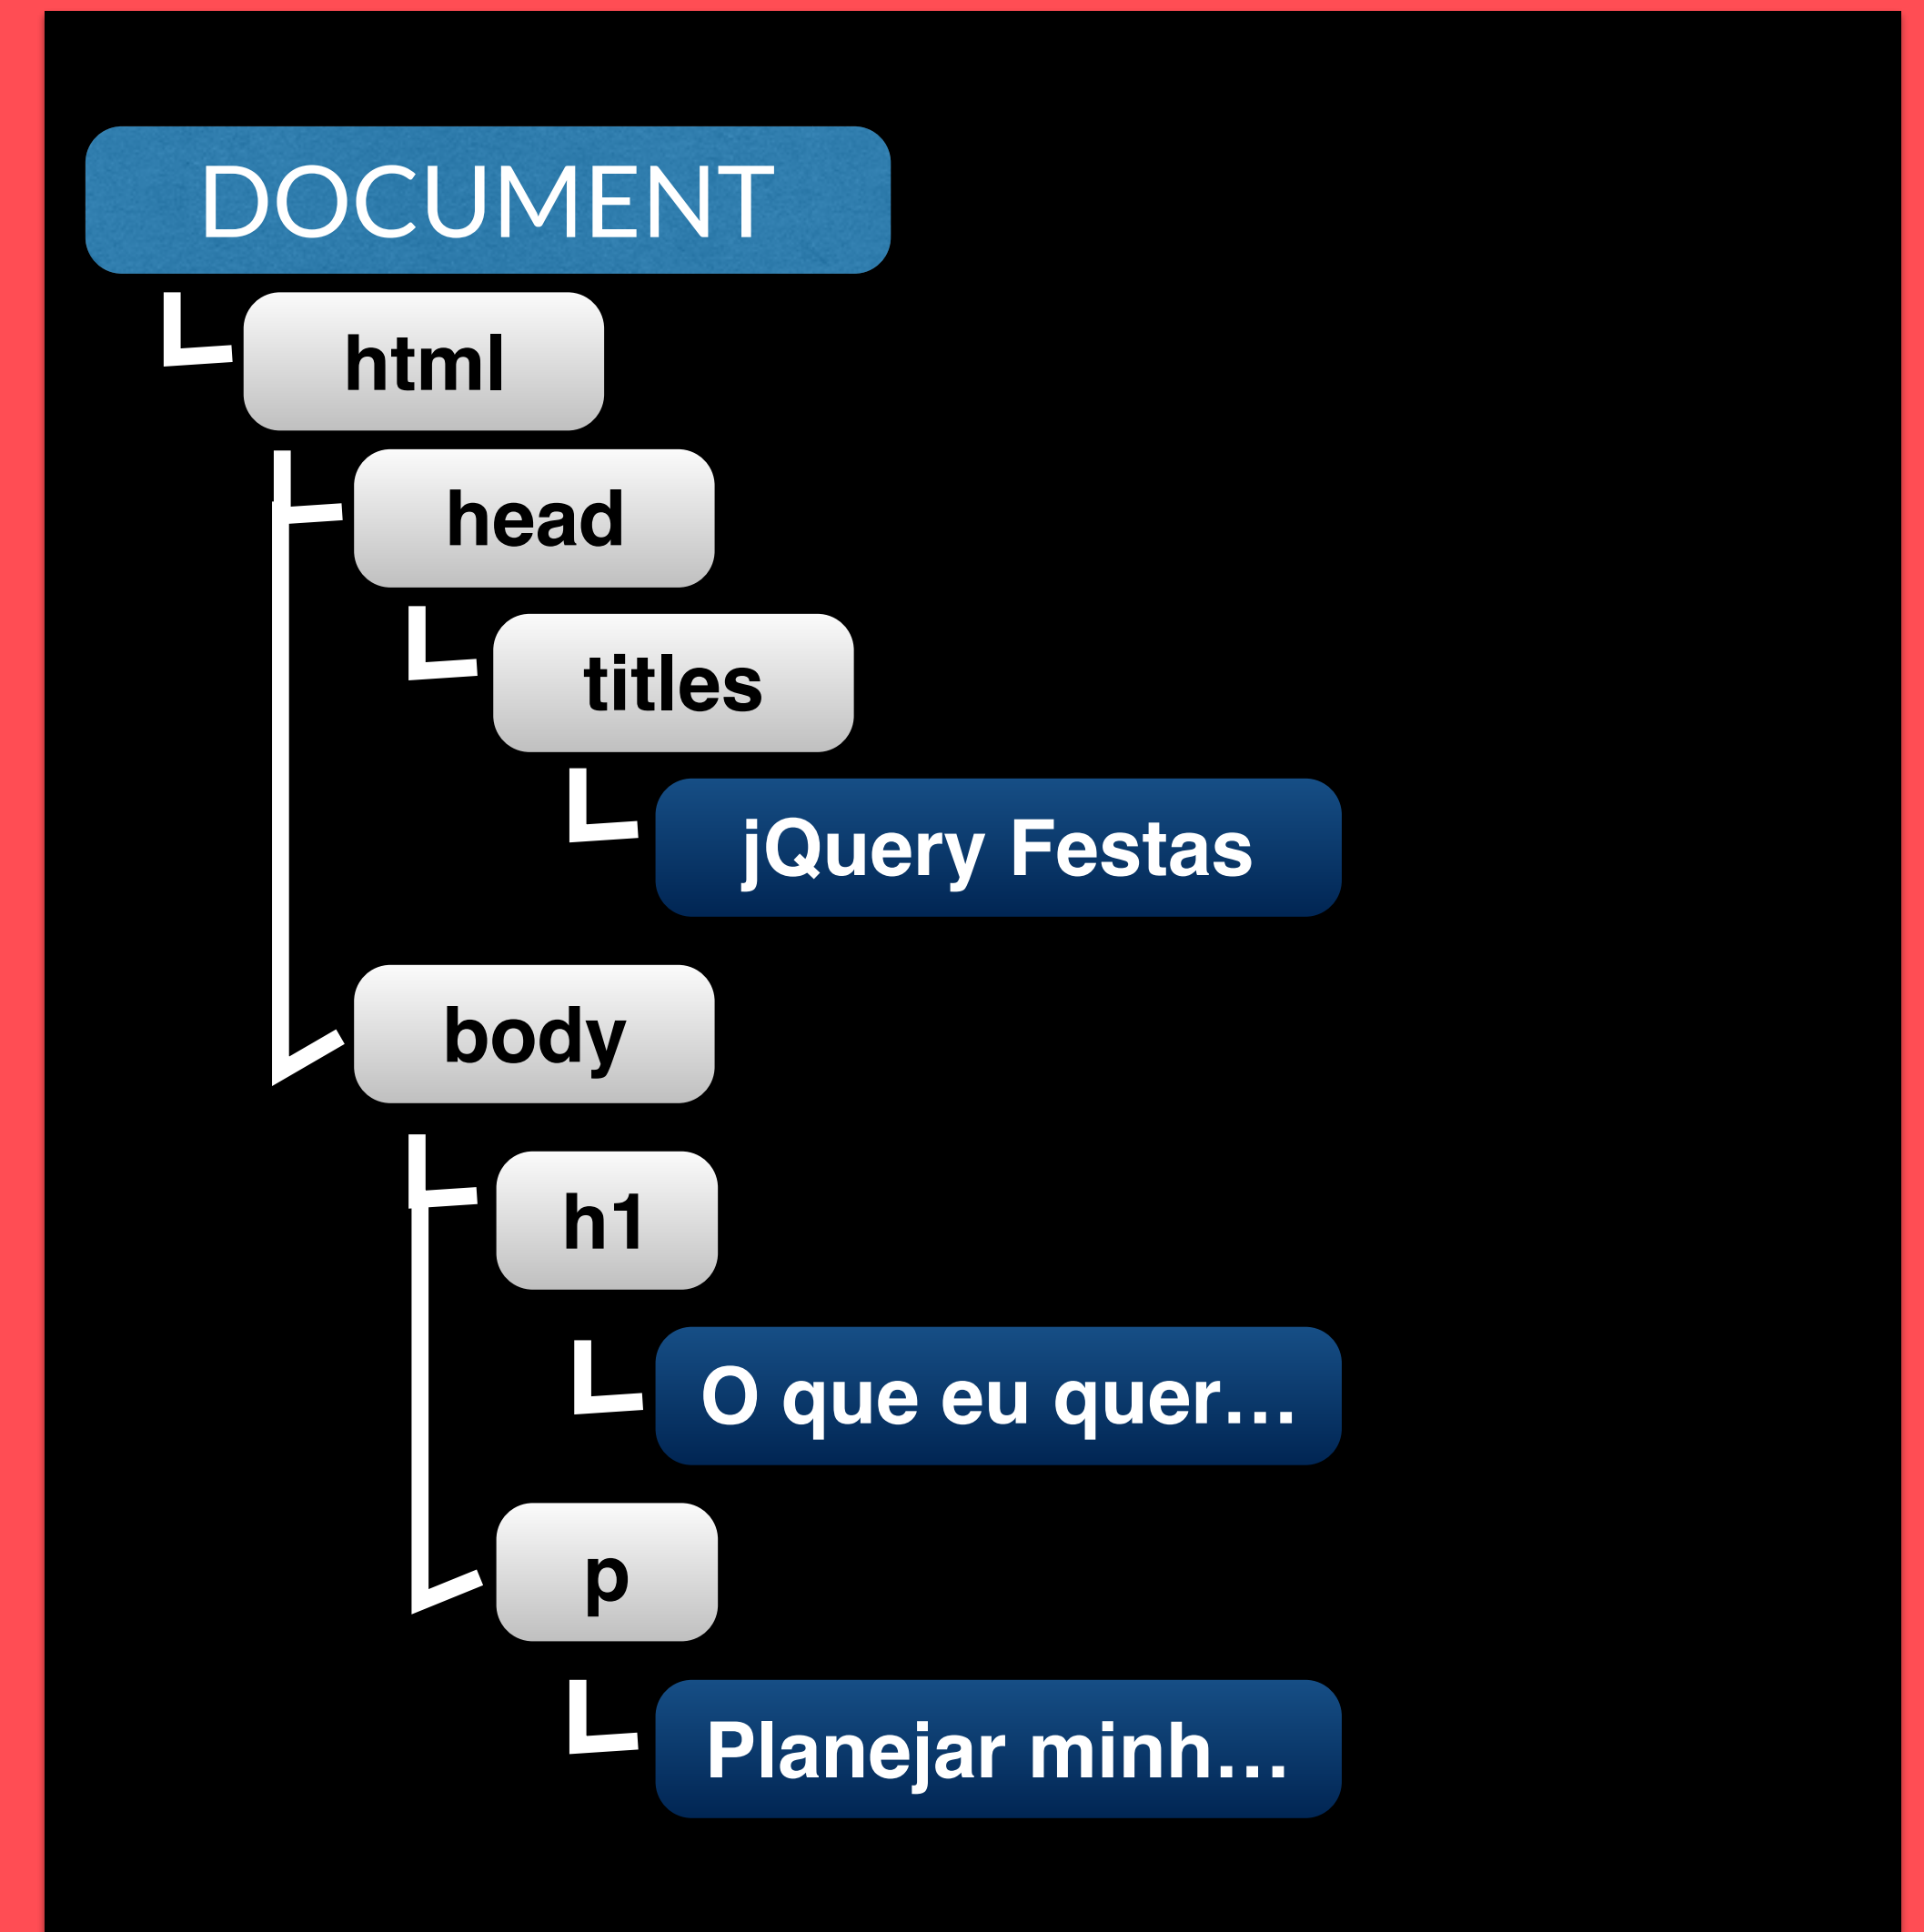 DOCUMENT
html
head
titles
jQuery Festas
body
h1
O que eu quer...
p
Planejar minh...